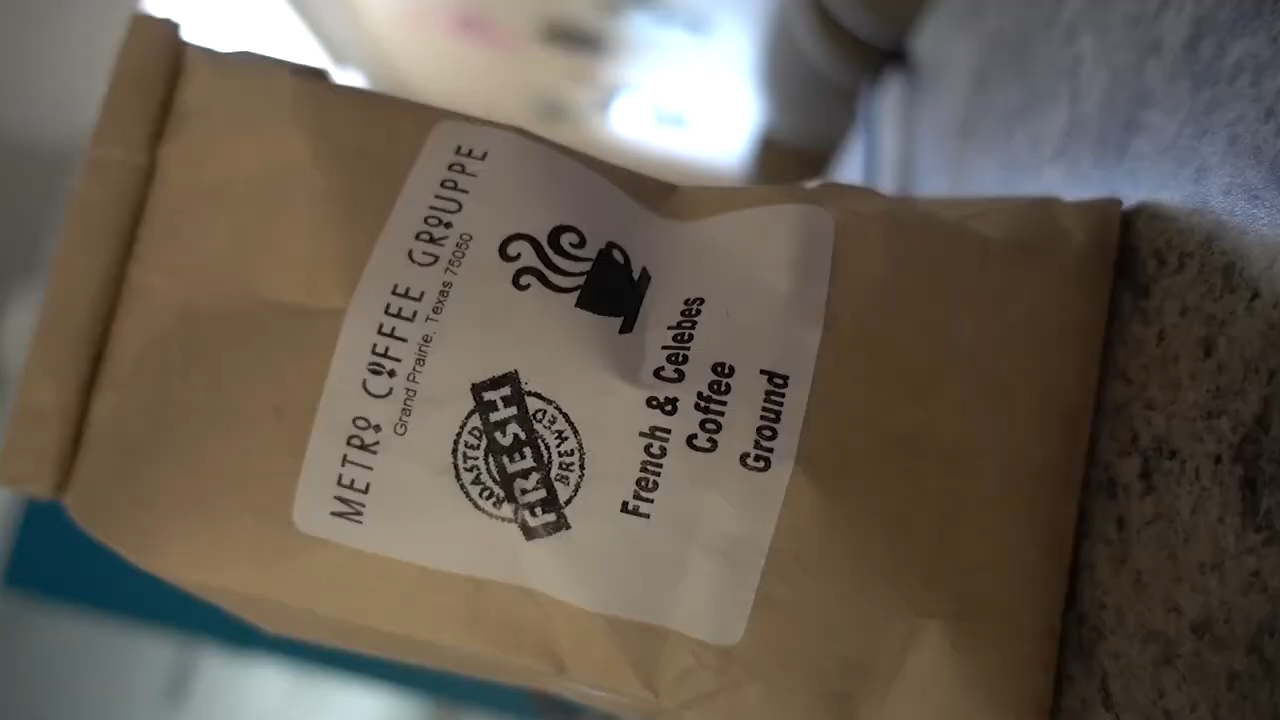 METRO COFFEE GROUPPE
Grand Prairie, Texas 75050
ROASTED
FRESH
BREWED
French & Celebes
Coffee
Ground